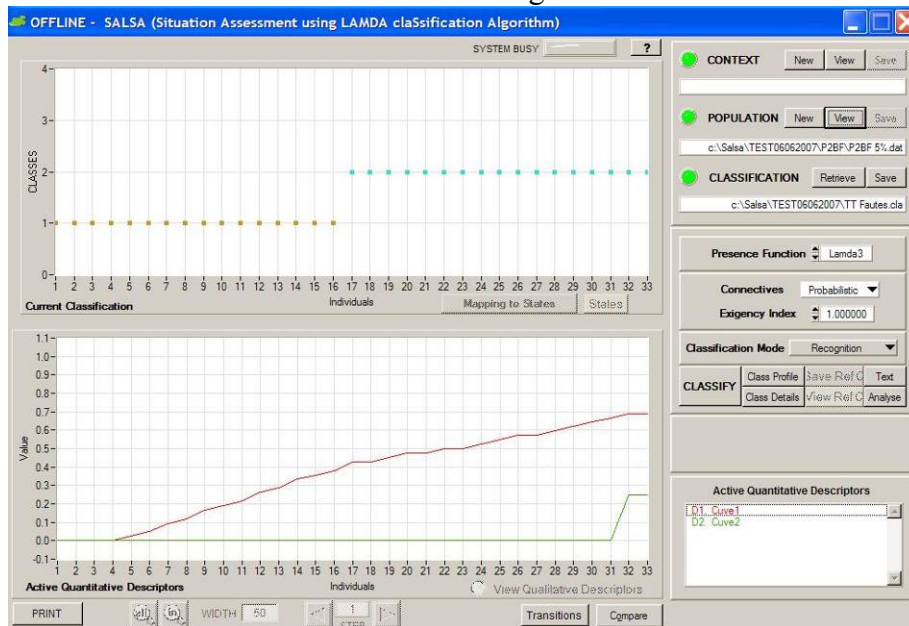 OFFLINE - SALSA (Situation Assessment using LAMDA claSsification Algorithm)
SYSTEM BUSY ?
4
3
2
1
0
CLASSES
1 2 3 4 5 6 7 8 9 10 11 12 13 14 15 16 17 18 19 20 21 22 23 24 25 26 27 28 29 30 31 32 33
Current Classification Individuals Mapping to States States
1.1
1.0
0.9
0.8
0.7
0.6
0.5
0.4
0.3
0.2
0.1
0.0
-0.1
Value
1 2 3 4 5 6 7 8 9 10 11 12 13 14 15 16 17 18 19 20 21 22 23 24 25 26 27 28 29 30 31 32 33
Active Quantitative Descriptors Individuals View Qualitative Descriptors
PRINT all in WIDTH 50 1 STEP Transitions Compare
CONTEXT New View Save
POPULATION New View Save
c:\Salsa\TEST06062007\P2BF\P2BF 5%.dat
CLASSIFICATION Retrieve Save
c:\Salsa\TEST06062007\TT Fautes.cla
Presence Function Lamda3
Connectives Probabilistic
Exigency Index 1.000000
Classification Mode Recognition
CLASSIFY Class Profile Save Ref C Text
Class Details View Ref C Analyse
Active Quantitative Descriptors
D1. Cuve1
D2. Cuve2